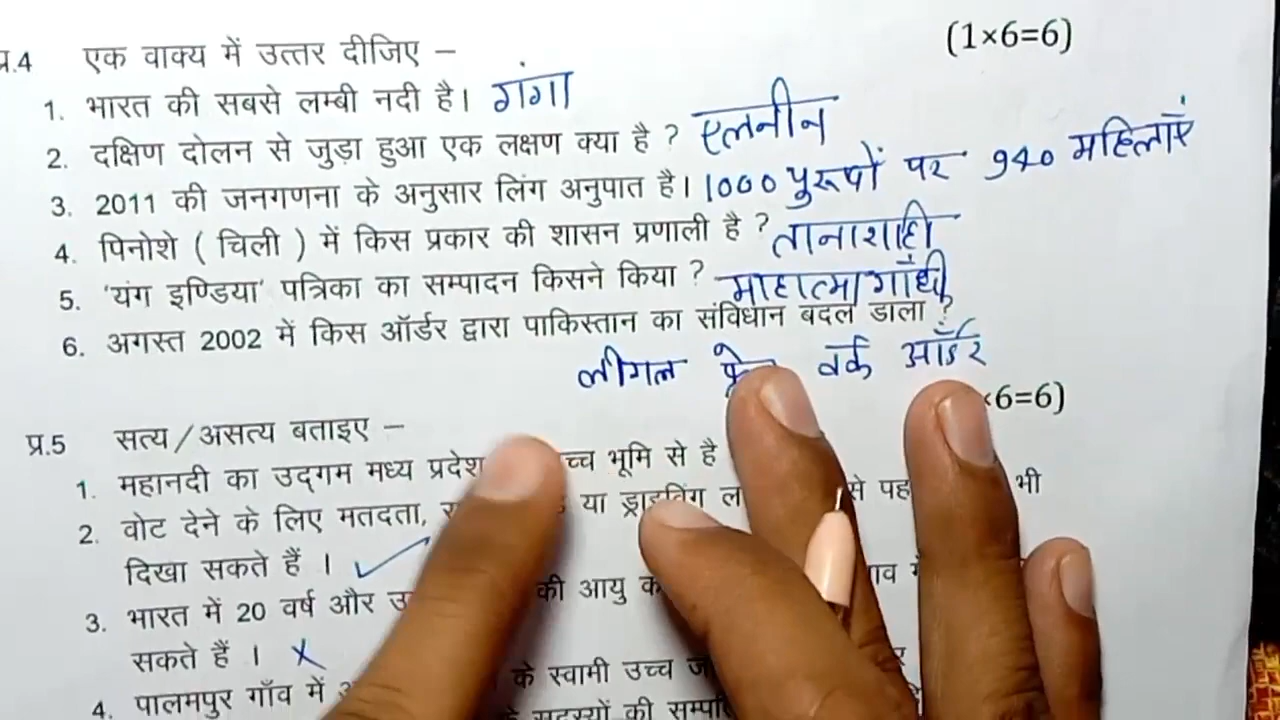 प्र.4 एक वाक्य में उत्तर दीजिए – (1×6=6)
1. भारत की सबसे लम्बी नदी है। गंगा
2. दक्षिण दोलन से जुड़ा हुआ एक लक्षण क्या है ? एलनीन
3. 2011 की जनगणना के अनुसार लिंग अनुपात है। 1000 पुरूषों पर 940 महिलाएं
4. पिनोशे ( चिली ) में किस प्रकार की शासन प्रणाली है ? तानाशाही
5. 'यंग इण्डिया' पत्रिका का सम्पादन किसने किया ? माहात्मा गाँधी
6. अगस्त 2002 में किस ऑर्डर द्वारा पाकिस्तान का संविधान बदल डाला ?
लीगल वर्क ऑर्डर
×6=6)
प्र.5 सत्य / असत्य बताइए –
1. महानदी का उद्गम मध्य प्रदेश च्च भूमि से है
2. वोट देने के लिए मतदता, या ड्राइविंग से पह भी
दिखा सकते हैं ।
3. भारत में 20 वर्ष और की आयु
सकते हैं ।
4. पालमपुर गाँव में के स्वामी उच्च
सदस्यों की